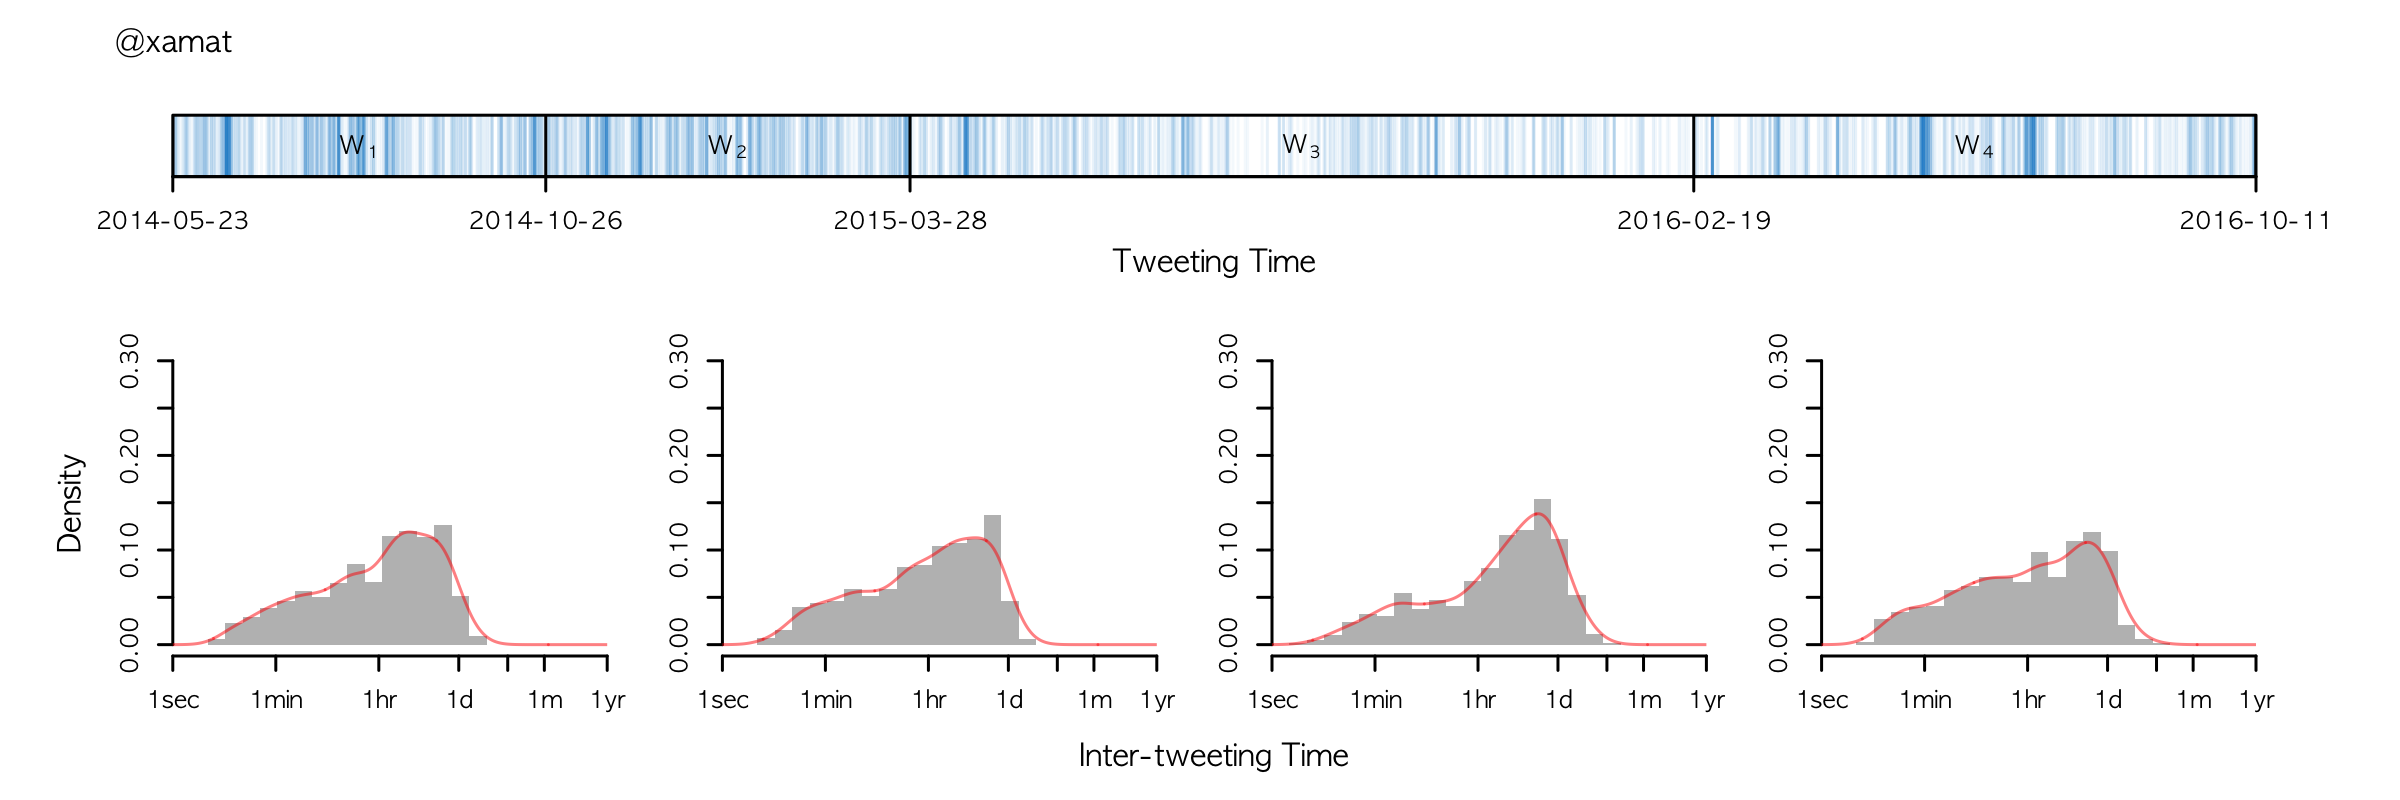 @xamat
W1 W2 W3 W4
2014-05-23 2014-10-26 2015-03-28 2016-02-19 2016-10-11
Tweeting Time
Density
0.00 0.10 0.20 0.30
1sec 1min 1hr 1d 1m 1yr
0.00 0.10 0.20 0.30
1sec 1min 1hr 1d 1m 1yr
0.00 0.10 0.20 0.30
1sec 1min 1hr 1d 1m 1yr
0.00 0.10 0.20 0.30
1sec 1min 1hr 1d 1m 1yr
Inter-tweeting Time